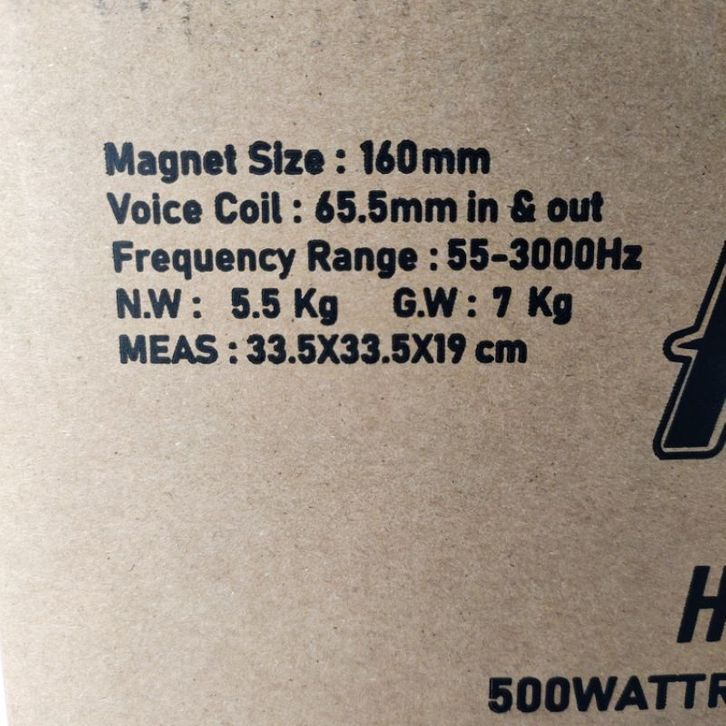 Magnet Size : 160mm
Voice Coil : 65.5mm in & out
Frequency Range : 55-3000Hz
N.W : 5.5 Kg G.W : 7 Kg
MEAS : 33.5X33.5X19 cm
H
500WATTR